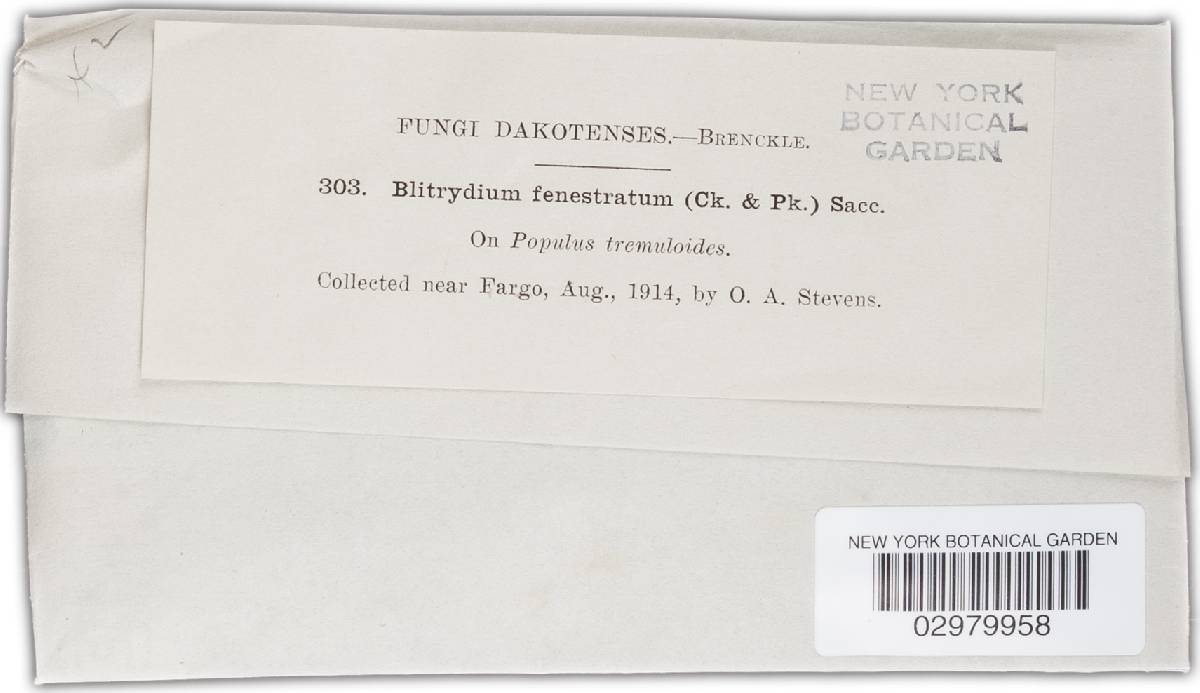 NEW YORK
BOTANICAL
GARDEN
FUNGI DAKOTENSES.—BRENCKLE.
303. Blitrydium fenestratum (Ck. & Pk.) Sacc.
On Populus tremuloides.
Collected near Fargo, Aug., 1914, by O. A. Stevens.
NEW YORK BOTANICAL GARDEN
02979958